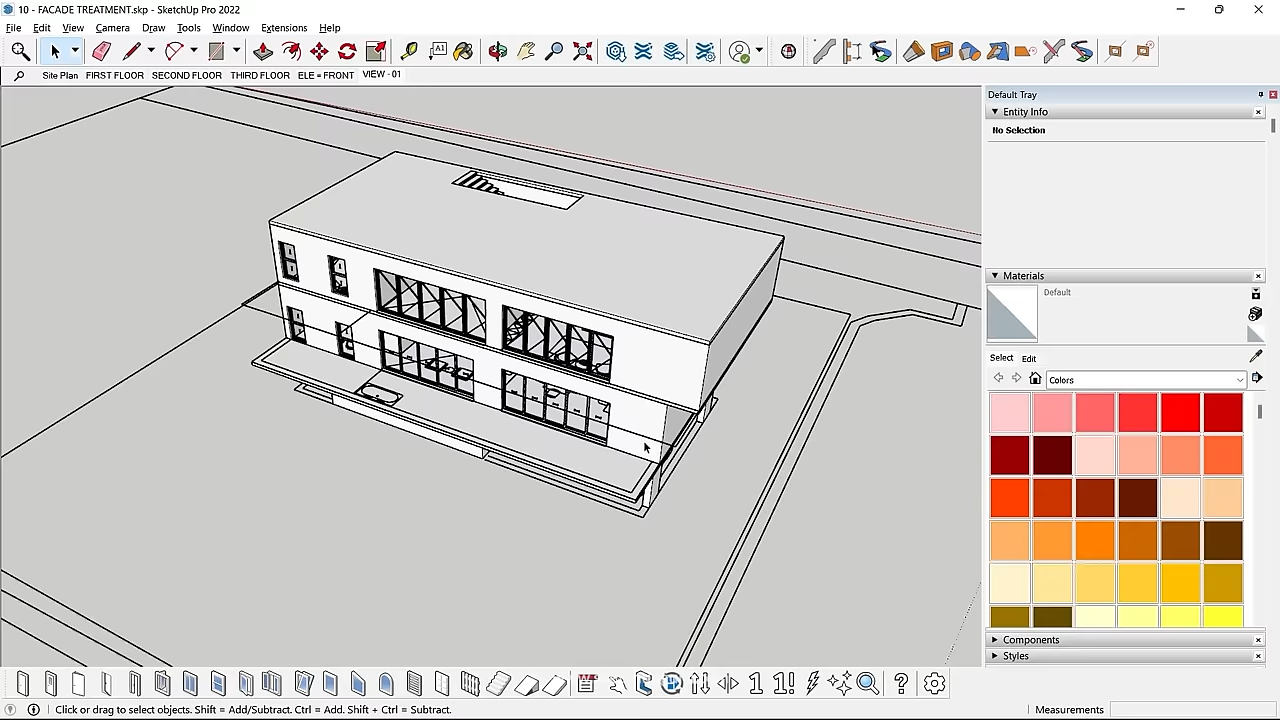 10 - FACADE TREATMENT.skp - SketchUp Pro 2022
File Edit View Camera Draw Tools Window Extensions Help
Site Plan FIRST FLOOR SECOND FLOOR THIRD FLOOR ELE = FRONT VIEW - 01
Default Tray
Entity Info
No Selection
Materials
Default
Select Edit
Colors
Components
Styles
Click or drag to select objects. Shift = Add/Subtract. Ctrl = Add. Shift + Ctrl = Subtract.
Measurements